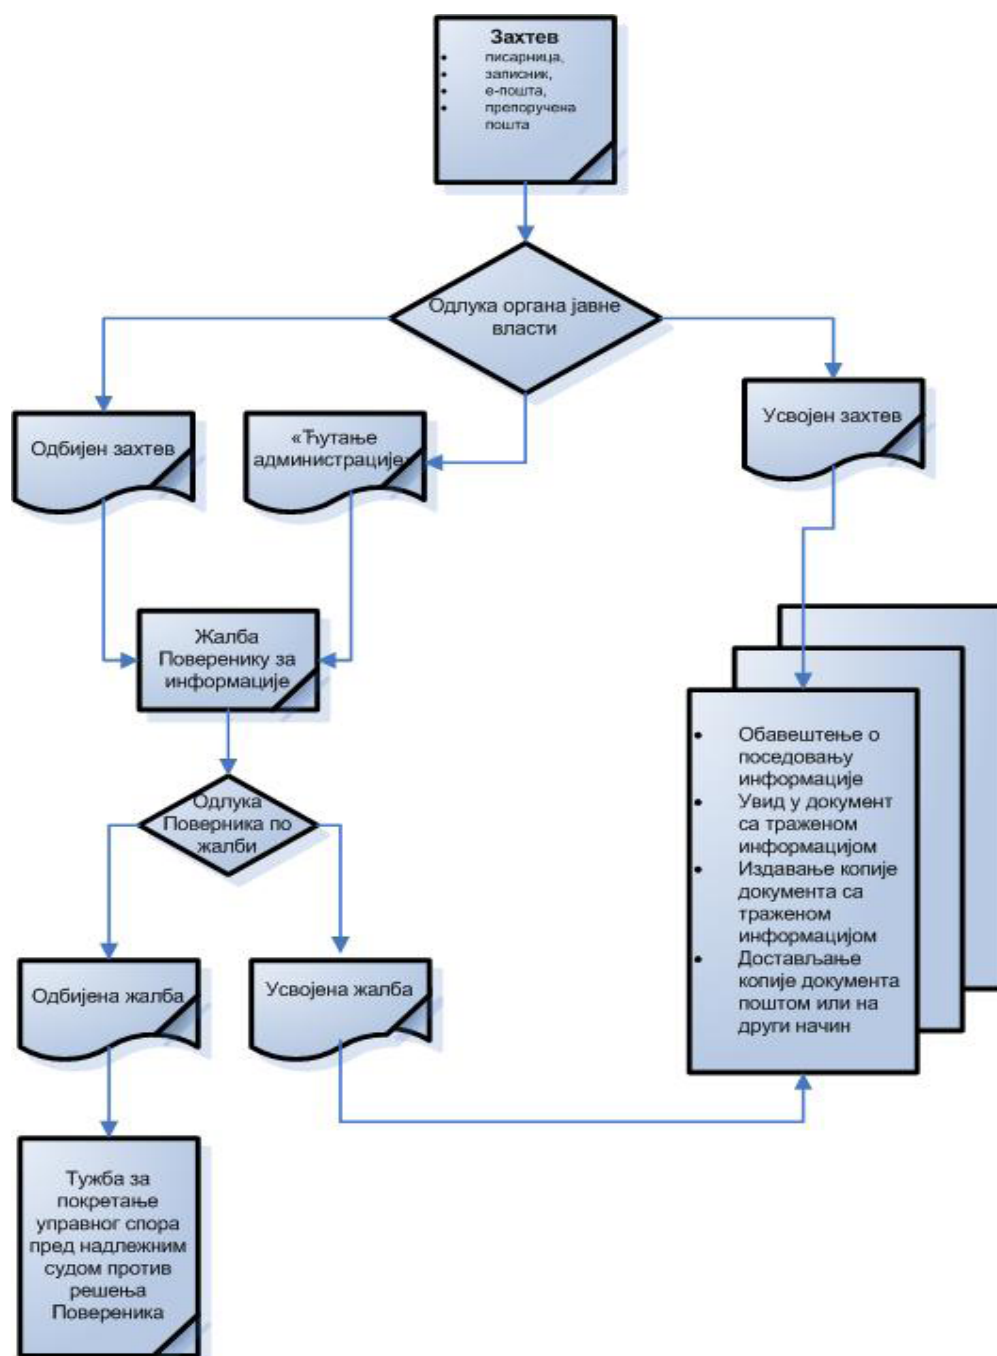 Захтев
• писарница,
• записник,
• е-пошта,
• препоручена
пошта
Одлука органа јавне
власти
Одбијен захтев
«Ћутање
администрације»
Усвојен захтев
Жалба
Поверенику за
информације
Одлука
Поверника по
жалби
Одбијена жалба
Усвојена жалба
• Обавештење о
поседовању
информације
• Увид у документ
са траженом
информацијом
• Издавање копије
документа са
траженом
информацијом
• Достављање
копије документа
поштом или на
други начин
Тужба за
покретање
управног спора
пред надлежним
судом против
решења
Повереника